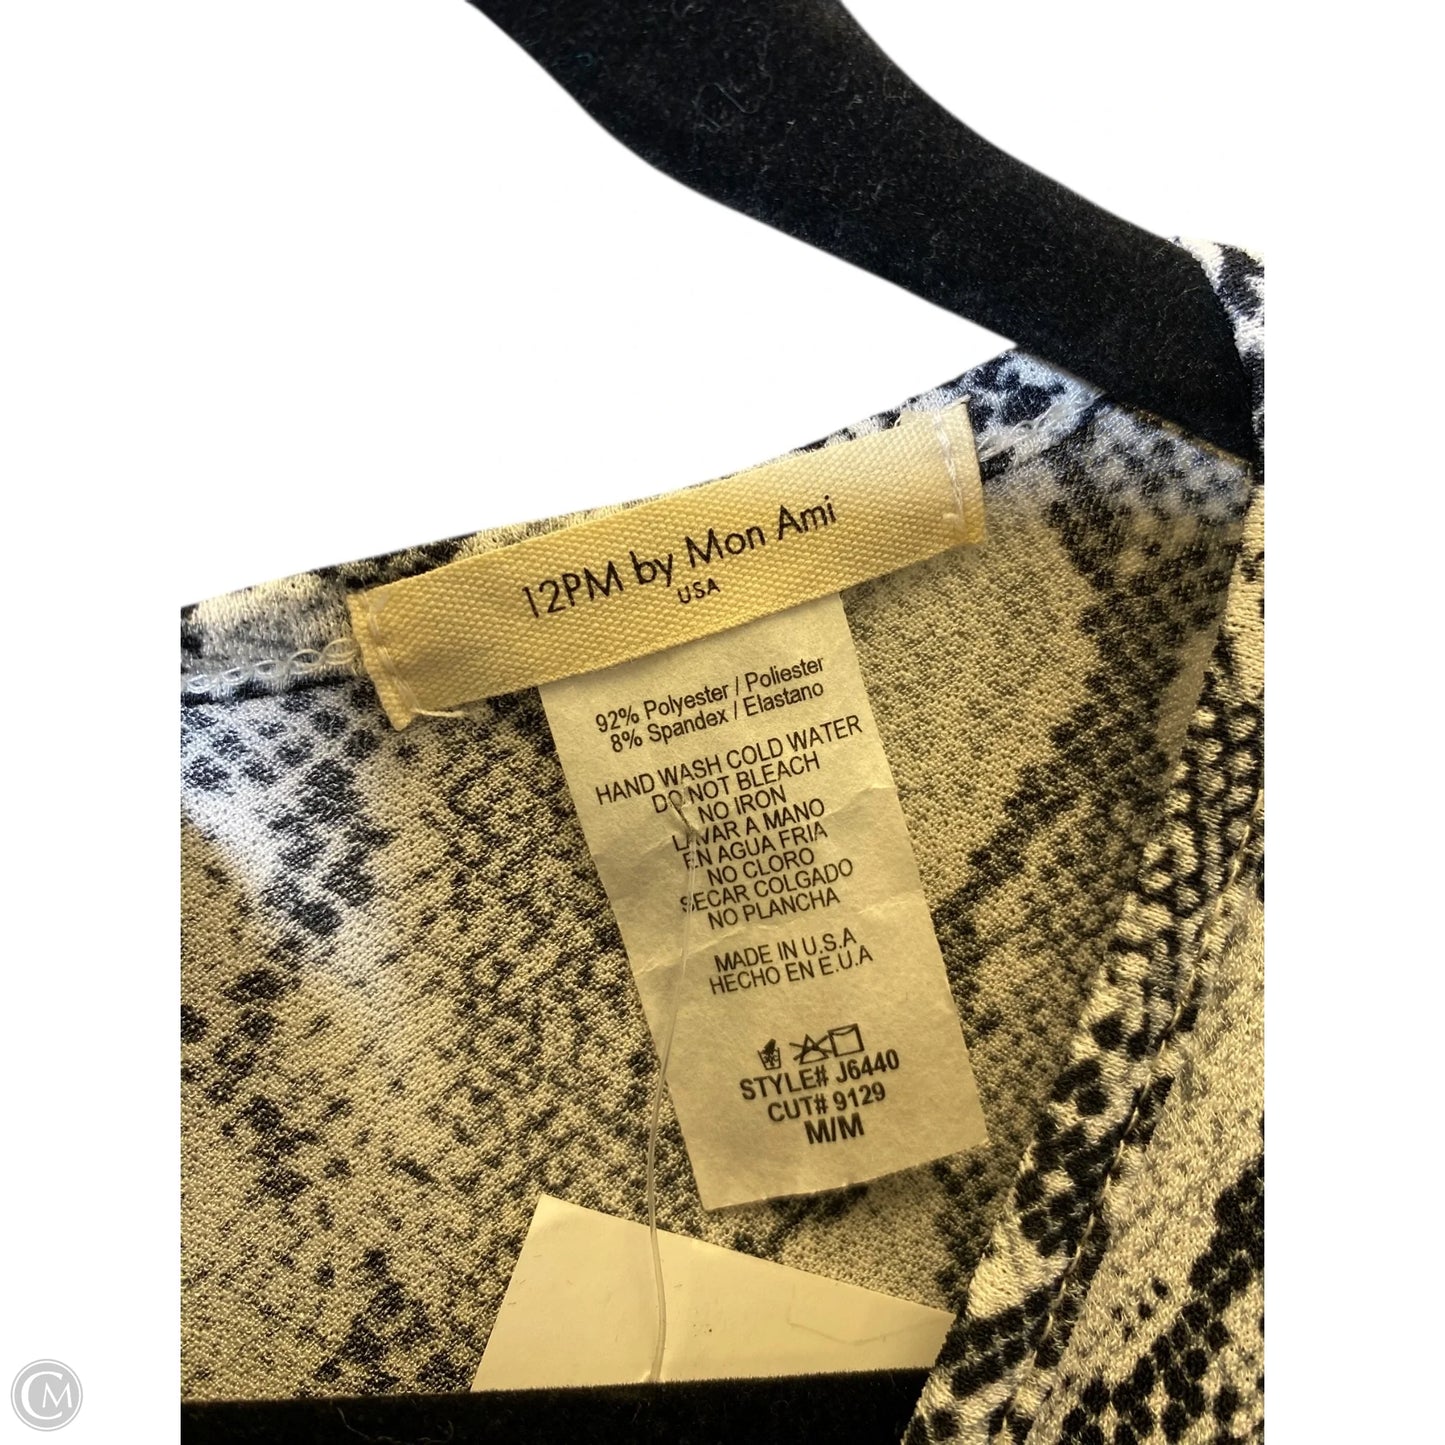 12PM by Mon Ami
USA
92% Polyester / Poliester
8% Spandex / Elastano
HAND WASH COLD WATER
DO NOT BLEACH
NO IRON
LAVAR A MANO
EN AGUA FRIA
NO CLORO
SECAR COLGADO
NO PLANCHA
MADE IN U.S.A
HECHO EN E.U.A
STYLE# J6440
CUT# 9129
M/M
CM